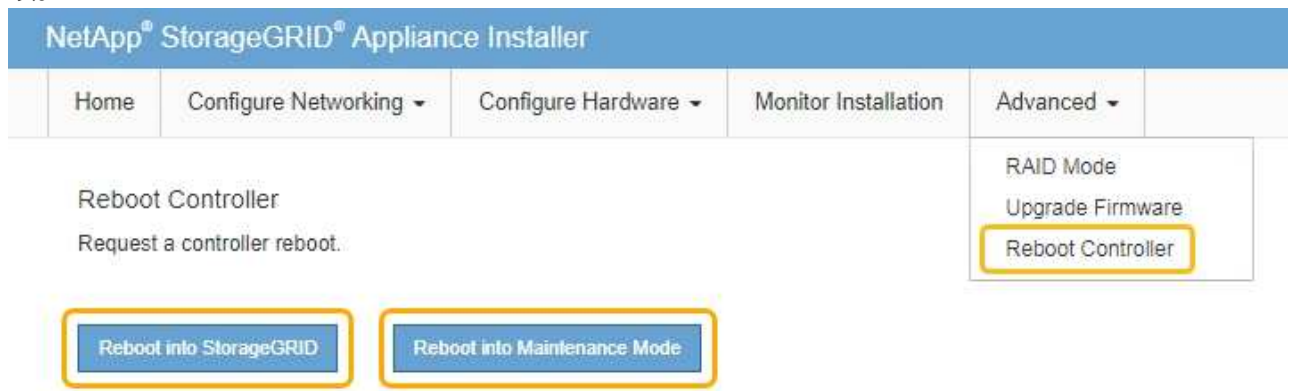 NetApp® StorageGRID® Appliance Installer
Home Configure Networking Configure Hardware Monitor Installation Advanced
RAID Mode
Upgrade Firmware
Reboot Controller
Reboot Controller
Request a controller reboot.
Reboot into StorageGRID Reboot into Maintenance Mode